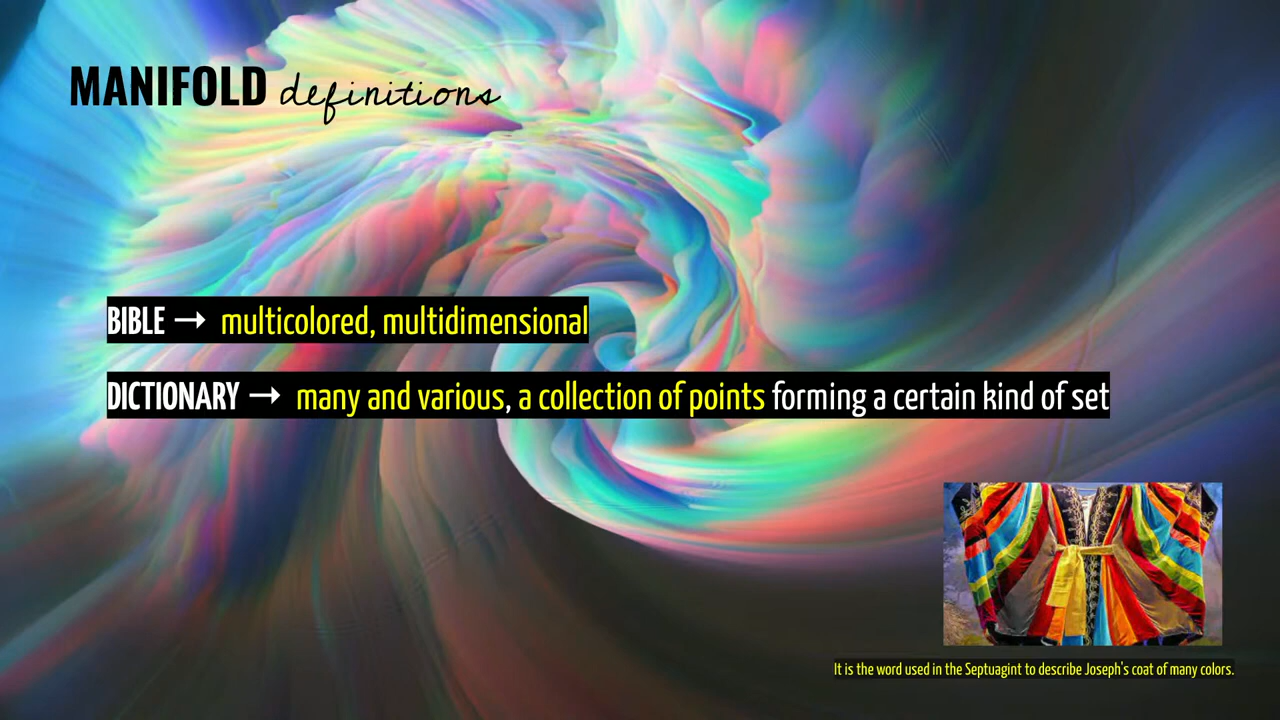 MANIFOLD definitions
BIBLE → multicolored, multidimensional
DICTIONARY → many and various, a collection of points forming a certain kind of set
It is the word used in the Septuagint to describe Joseph's coat of many colors.